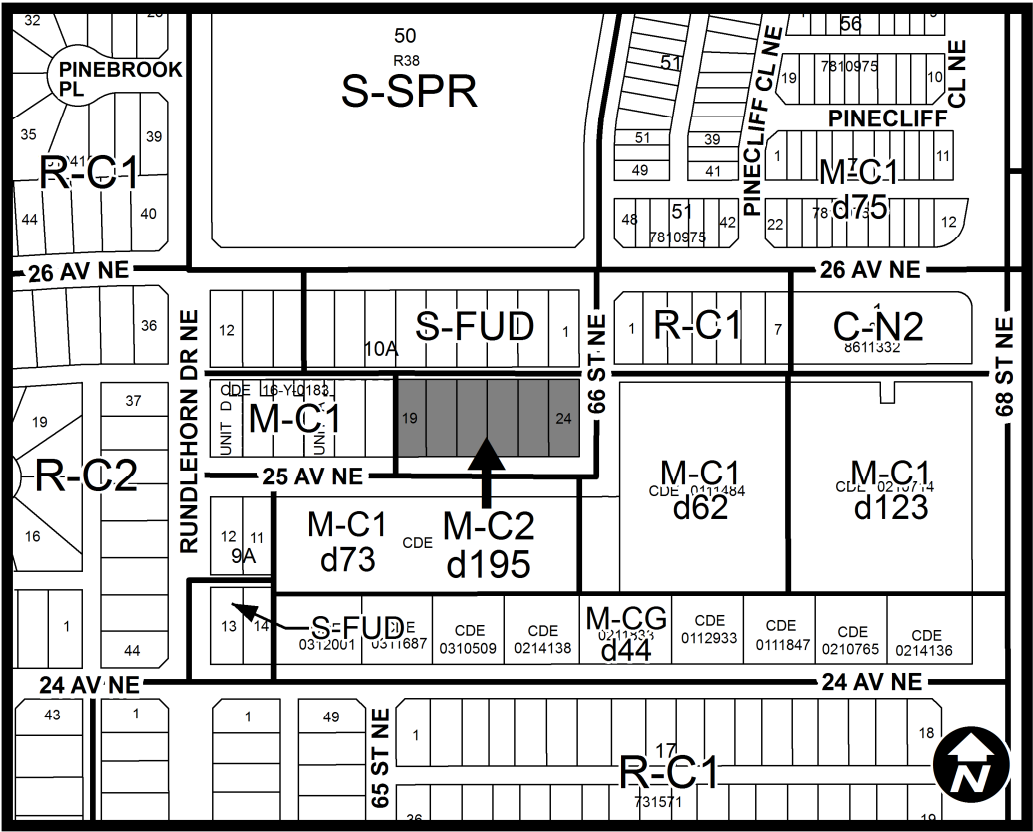 32
50
R38
S-SPR
PINEBROOK
PL
35
39
R-C1
44
40
51
51
39
49
41
48
51
42
7810975
PINECLIFF CL NE
56
19
7810975
10
CL NE
PINECLIFF
1
11
M-C1
d75
22
12
26 AV NE
26 AV NE
36
RUNDLEHORN DR NE
12
10A
S-FUD
1
66 ST NE
1
R-C1
7
C-N2
8611332
68 ST NE
37
CDE 16-Y-0183
UNIT D
M-C1
19
24
19
R-C2
16
25 AV NE
M-C1
d73
CDE
M-C2
d195
M-C1
CDE 0111484
d62
M-C1
d123
12
11
9A
13
14
S-FUD
0312001
0311687
CDE
0310509
CDE
0214138
M-CG
d44
CDE
0112933
CDE
0111847
CDE
0210765
CDE
0214136
1
44
24 AV NE
24 AV NE
43
1
1
49
65 ST NE
1
17
R-C1
731571
18
36
19
N